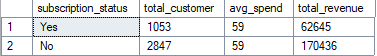 subscription_status total_customer avg_spend total_revenue
1 Yes 1053 59 62645
2 No 2847 59 170436